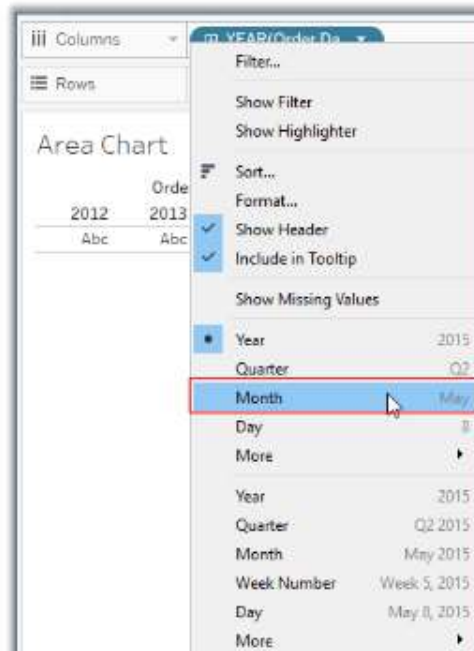 Columns
YEAR(Order Da
Rows
Filter...
Show Filter
Show Highlighter
Area Chart
Sort...
Orde
Format...
2012 2013
Show Header
Abc Abc
Include in Tooltip
Show Missing Values
Year 2015
Quarter Q2
Month May
Day 8
More
Year 2015
Quarter Q2 2015
Month May 2015
Week Number Week 5, 2015
Day May 8, 2015
More